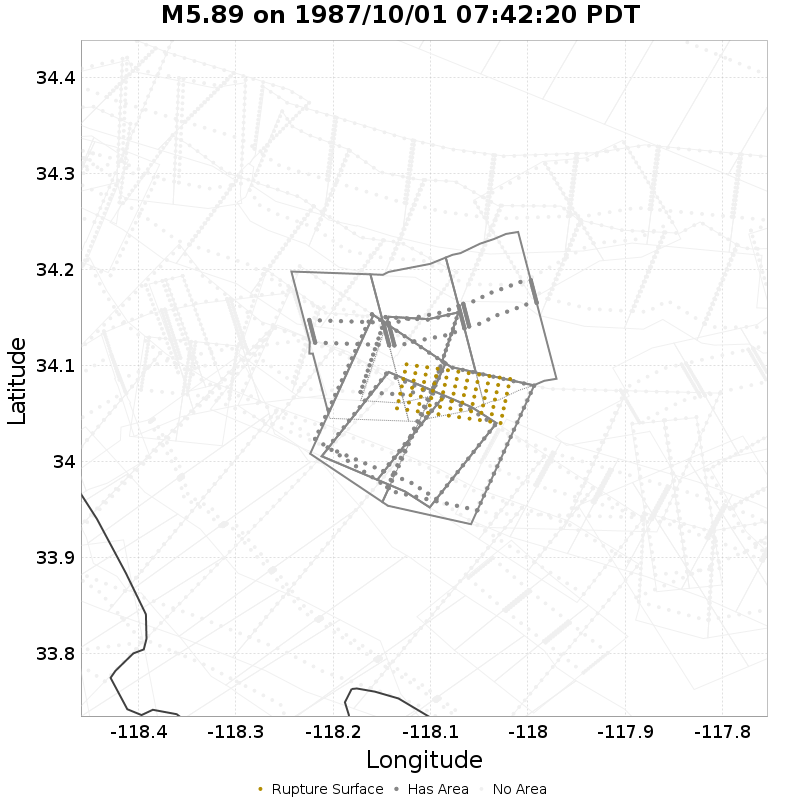 M5.89 on 1987/10/01 07:42:20 PDT
34.4
34.3
34.2
34.1
34
33.9
33.8
Latitude
-118.4 -118.3 -118.2 -118.1 -118 -117.9 -117.8
Longitude
Rupture Surface Has Area No Area